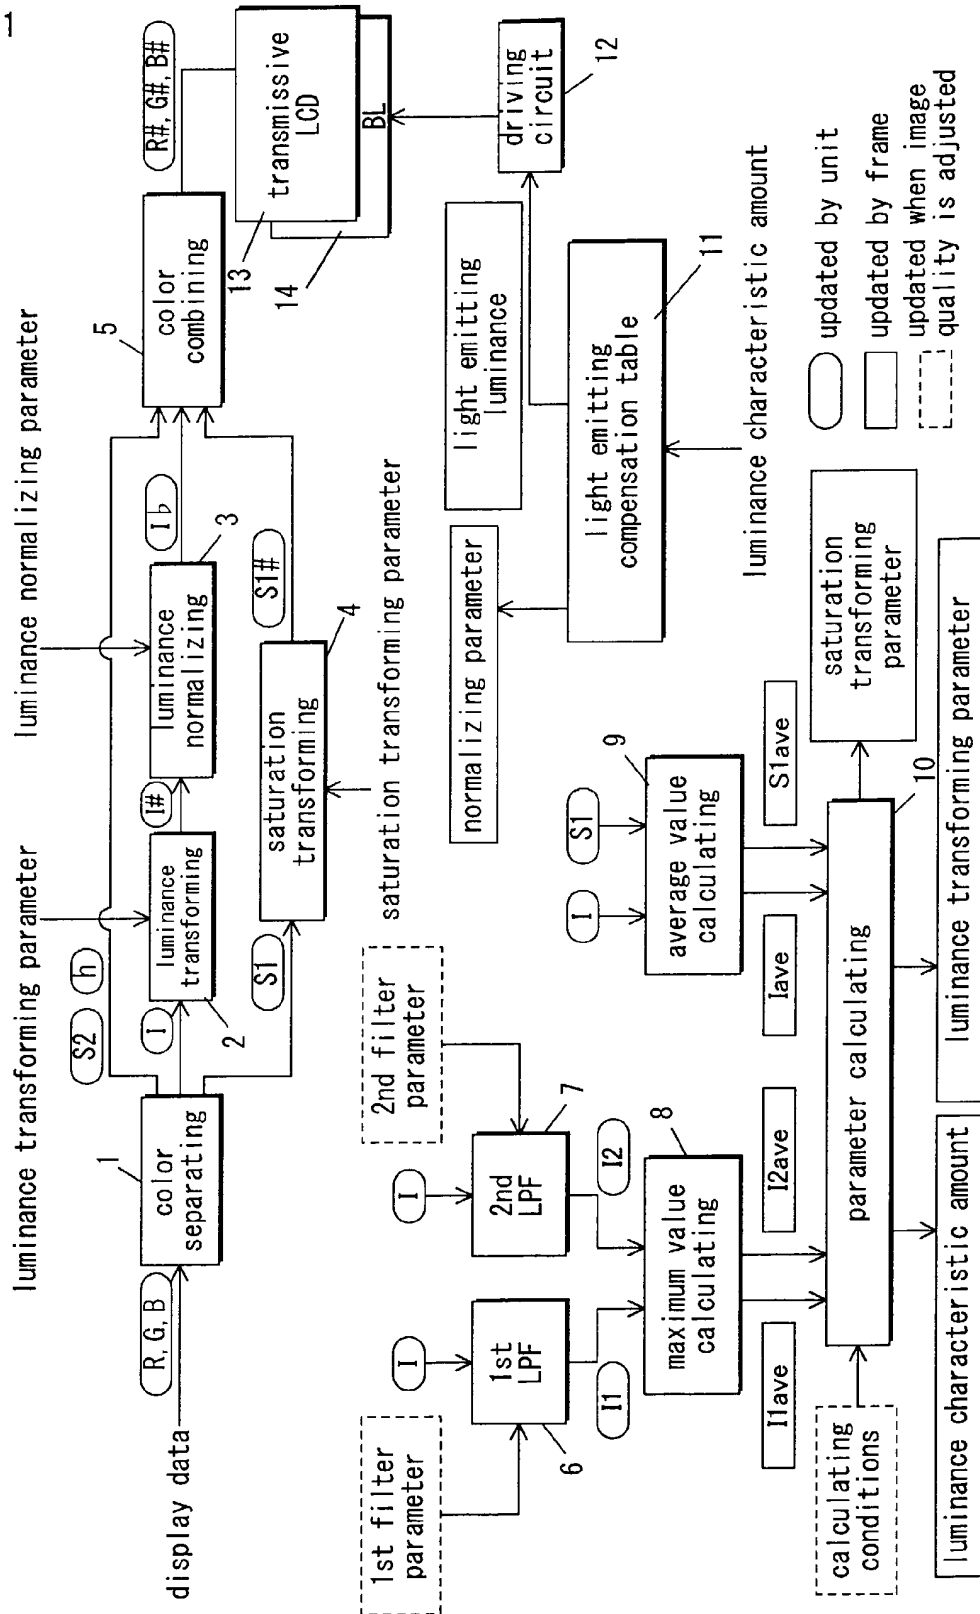 1
display data
R, G, B
1
color
separating
S2
h
I
S1
luminance transforming parameter
2
luminance
transforming
I#
luminance normalizing parameter
3
luminance
normalizing
I♭
4
saturation
transforming
S1#
saturation transforming parameter
5
color
combining
R#, G#, B#
13
transmissive
LCD
14
BL
1st filter
parameter
I
6
1st
LPF
I1
2nd filter
parameter
I
7
2nd
LPF
I2
8
maximum value
calculating
I1ave
I2ave
I
S1
9
average value
calculating
Iave
S1ave
calculating
conditions
parameter calculating
10
saturation
transforming
parameter
luminance characteristic amount
luminance transforming parameter
normalizing parameter
light emitting
luminance
driving
circuit
12
light emitting
compensation table
11
luminance characteristic amount
updated by unit
updated by frame
updated when image
quality is adjusted